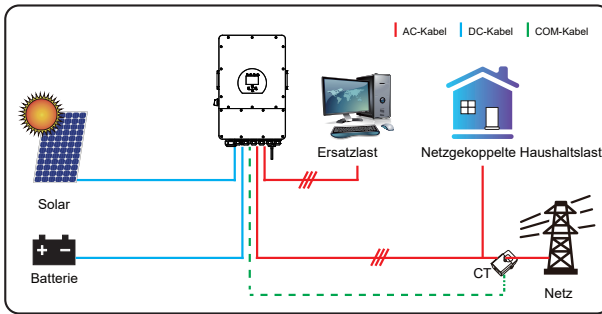 AC-Kabel
DC-Kabel
COM-Kabel
Ersatzlast
Netzgekoppelte Haushaltslast
Solar
Batterie
CT
Netz